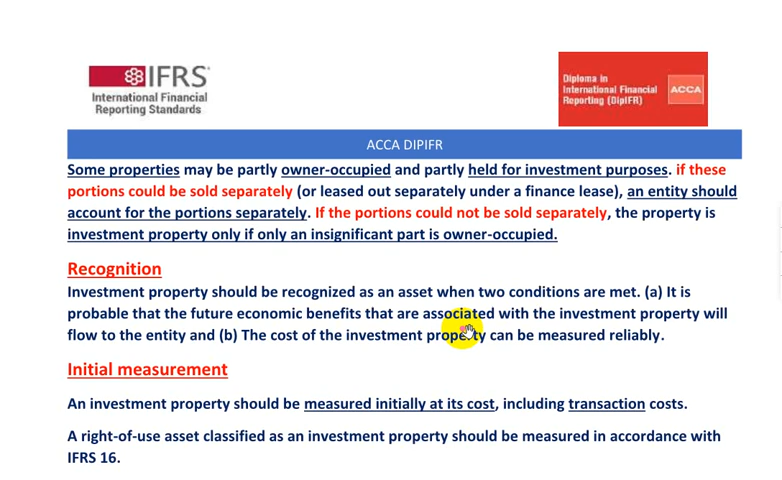 IFRS®
International Financial
Reporting Standards
Diploma in
International Financial
Reporting (DipIFR)
ACCA
ACCA DIPIFR
Some properties may be partly owner-occupied and partly held for investment purposes. if these
portions could be sold separately (or leased out separately under a finance lease), an entity should
account for the portions separately. If the portions could not be sold separately, the property is
investment property only if only an insignificant part is owner-occupied.
Recognition
Investment property should be recognized as an asset when two conditions are met. (a) It is
probable that the future economic benefits that are associated with the investment property will
flow to the entity and (b) The cost of the investment property can be measured reliably.
Initial measurement
An investment property should be measured initially at its cost, including transaction costs.
A right-of-use asset classified as an investment property should be measured in accordance with
IFRS 16.